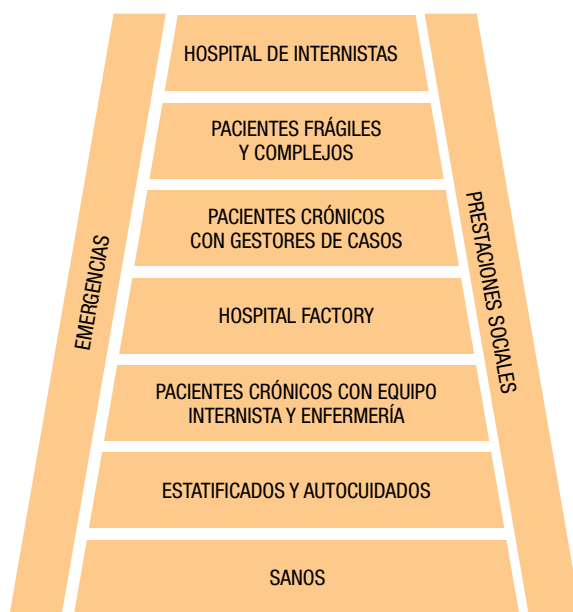 HOSPITAL DE INTERNISTAS
PACIENTES FRÁGILES
Y COMPLEJOS
PACIENTES CRÓNICOS
CON GESTORES DE CASOS
HOSPITAL FACTORY
PACIENTES CRÓNICOS CON EQUIPO
INTERNISTA Y ENFERMERÍA
ESTATIFICADOS Y AUTOCUIDADOS
SANOS
EMERGENCIAS
PRESTACIONES SOCIALES